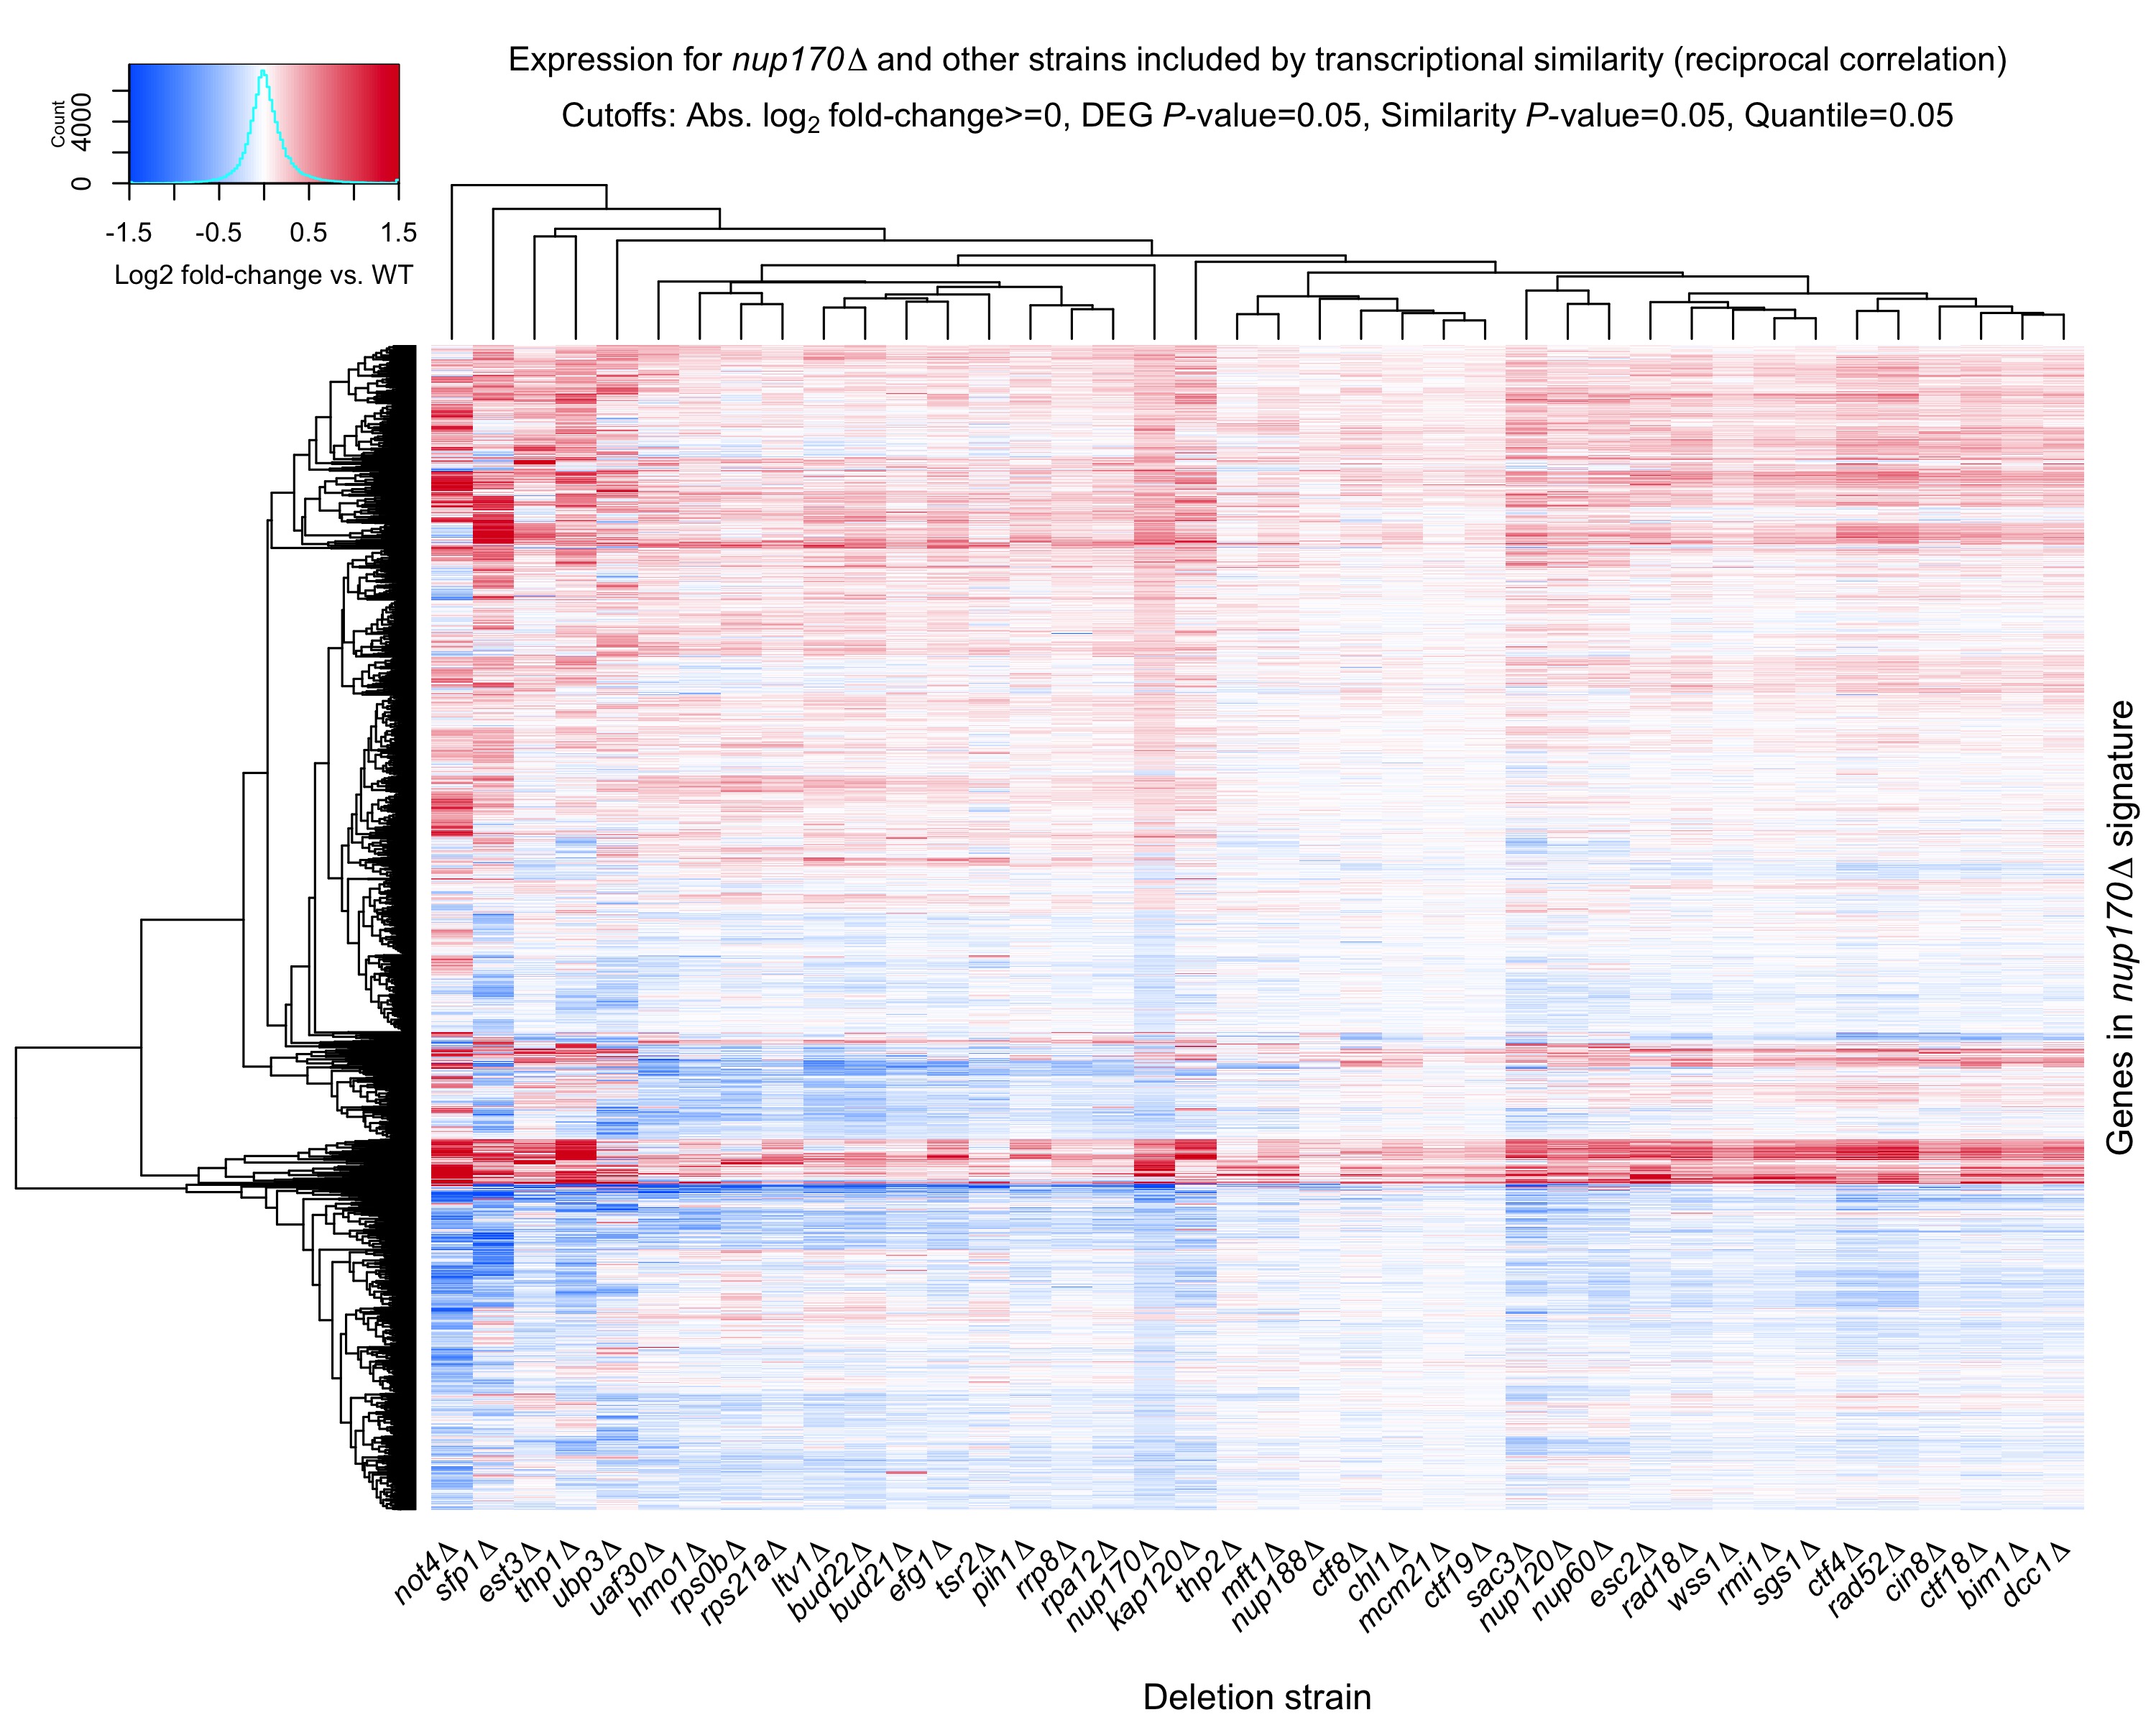 Expression for nup170Δ and other strains included by transcriptional similarity (reciprocal correlation)
Cutoffs: Abs. log2 fold-change>=0, DEG P-value=0.05, Similarity P-value=0.05, Quantile=0.05
Count
0 4000
-1.5 -0.5 0.5 1.5
Log2 fold-change vs. WT
Genes in nup170Δ signature
not4Δ
sfp1Δ
est3Δ
thp1Δ
ubp3Δ
uaf30Δ
hmo1Δ
rps0bΔ
rps21aΔ
ltv1Δ
bud22Δ
bud21Δ
efg1Δ
tsr2Δ
pih1Δ
rrp8Δ
rpa12Δ
nup170Δ
kap120Δ
thp2Δ
mft1Δ
nup188Δ
ctf8Δ
chl1Δ
mcm21Δ
ctf19Δ
sac3Δ
nup120Δ
nup60Δ
esc2Δ
rad18Δ
wss1Δ
rmi1Δ
sgs1Δ
ctf4Δ
rad52Δ
cin8Δ
ctf18Δ
bim1Δ
dcc1Δ
Deletion strain